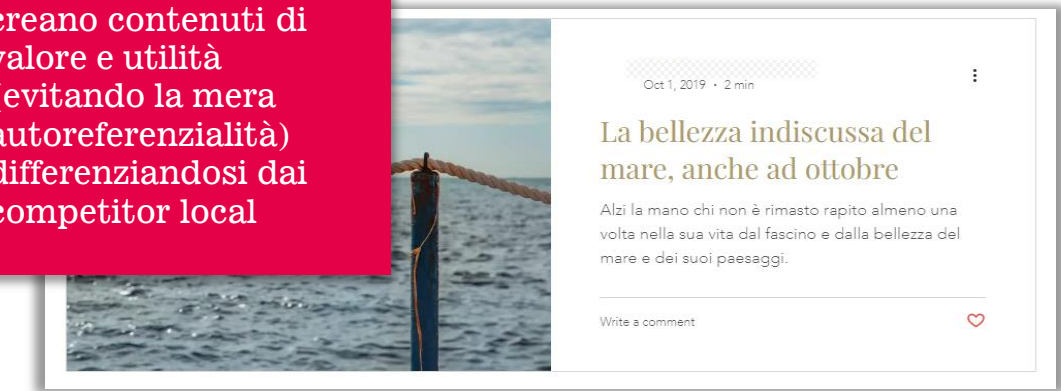 creano contenuti di
valore e utilità
(evitando la mera
autoreferenzialità)
differenziandosi dai
competitor local
Oct 1, 2019 · 2 min
La bellezza indiscussa del
mare, anche ad ottobre
Alzi la mano chi non è rimasto rapito almeno una
volta nella sua vita dal fascino e dalla bellezza del
mare e dei suoi paesaggi.
Write a comment